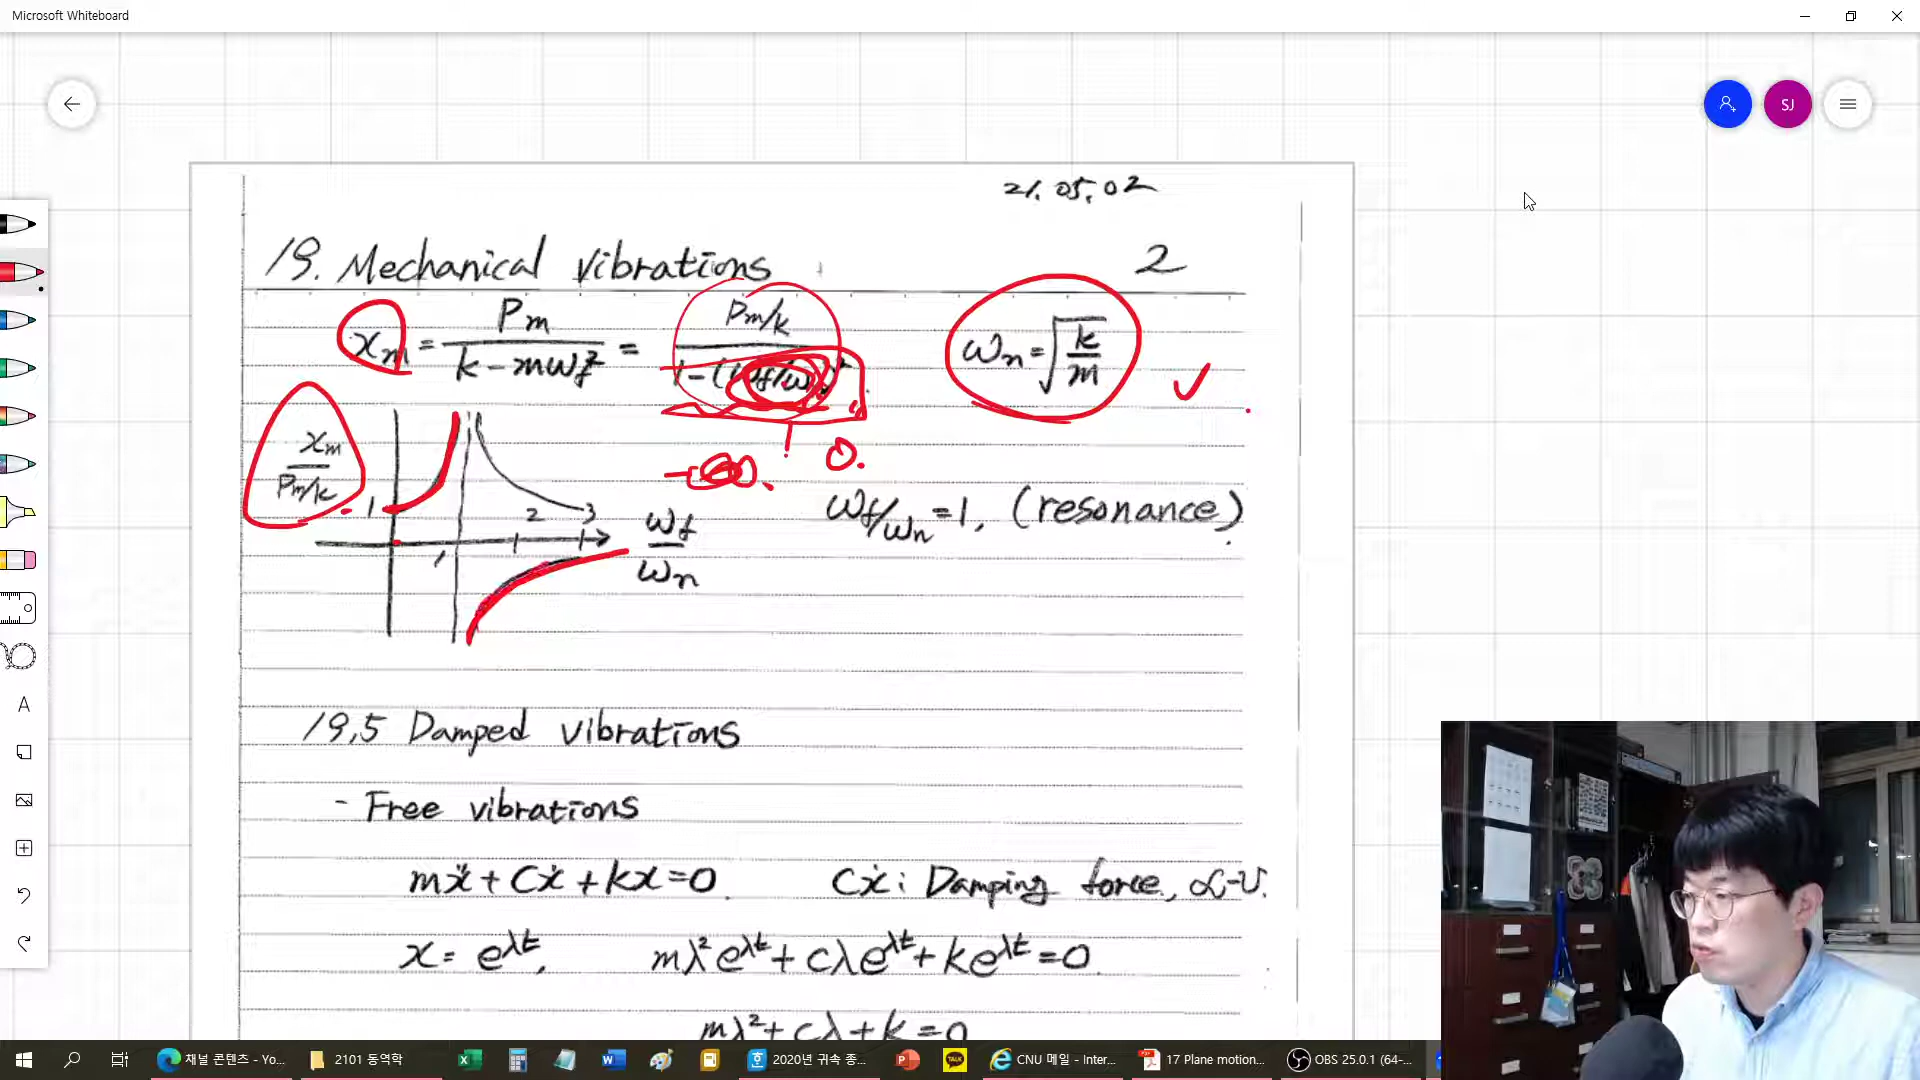 Microsoft Whiteboard
SJ
21.05.02
19. Mechanical vibrations
2
xm = Pm / (k - mωf²) = (Pm/k) / (1 - (ωf/ωn)²)
ωn = √(k/m)
xm / (Pm/k)
1
1
2
3
ωf / ωn
-∞.
0.
ωf/ωn = 1, (resonance)
19.5 Damped vibrations
- Free vibrations
mẍ + Cẋ + kx = 0. Cẋ : Damping force, ∝ -v.
x = e^λt, mλ²e^λt + cλe^λt + ke^λt = 0
mλ² + cλ + k = 0
A
채널 콘텐츠 - Yo...
2101 동역학
2020년 귀속 종...
TALK
CNU 메일 - Inter...
17 Plane motion...
OBS 25.0.1 (64-...